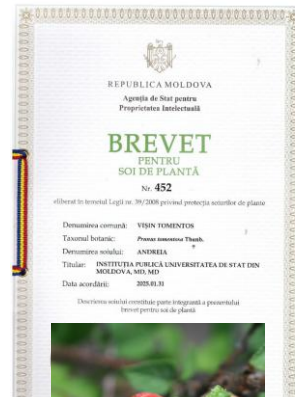 REPUBLICA MOLDOVA
Agenția de Stat pentru
Proprietatea Intelectuală
BREVET
PENTRU
SOI DE PLANTĂ
Nr. 452
eliberat în temeiul Legii nr. 39/2008 privind protecția soiurilor de plante
Denumirea comună: VIȘIN TOMENTOS
Taxonul botanic: Prunus tomentosa Thunb.
Denumirea soiului: ANDREIA
Titular: INSTITUȚIA PUBLICĂ UNIVERSITATEA DE STAT DIN
MOLDOVA, MD, MD
Data acordării: 2025.01.31
Descrierea soiului constituie parte integrantă a prezentului
brevet pentru soi de plantă